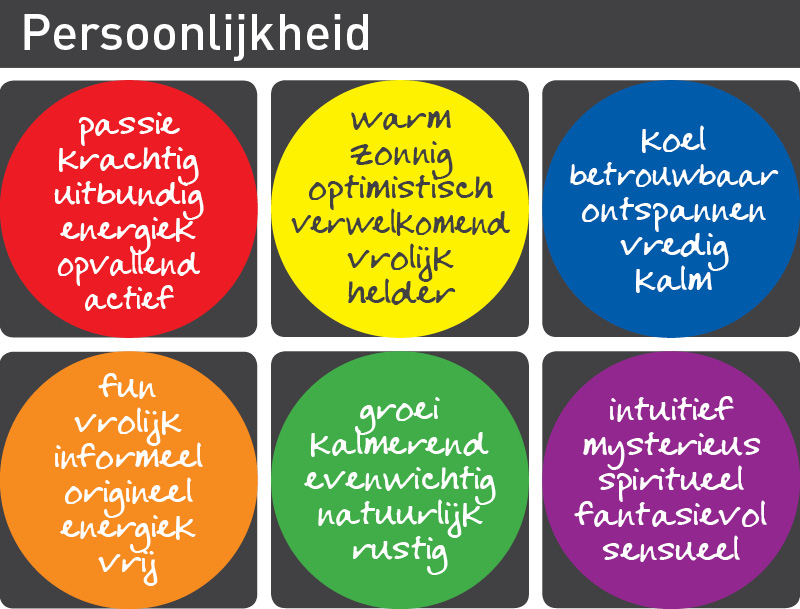 Persoonlijkheid
passie
krachtig
uitbundig
energiek
opvallend
actief
warm
zonnig
optimistisch
verwelkomend
vrolijk
helder
koel
betrouwbaar
ontspannen
vredig
kalm
fun
vrolijk
informeel
origineel
energiek
vrij
groei
kalmerend
evenwichtig
natuurlijk
rustig
intuitief
mysterieus
spiritueel
fantasievol
sensueel